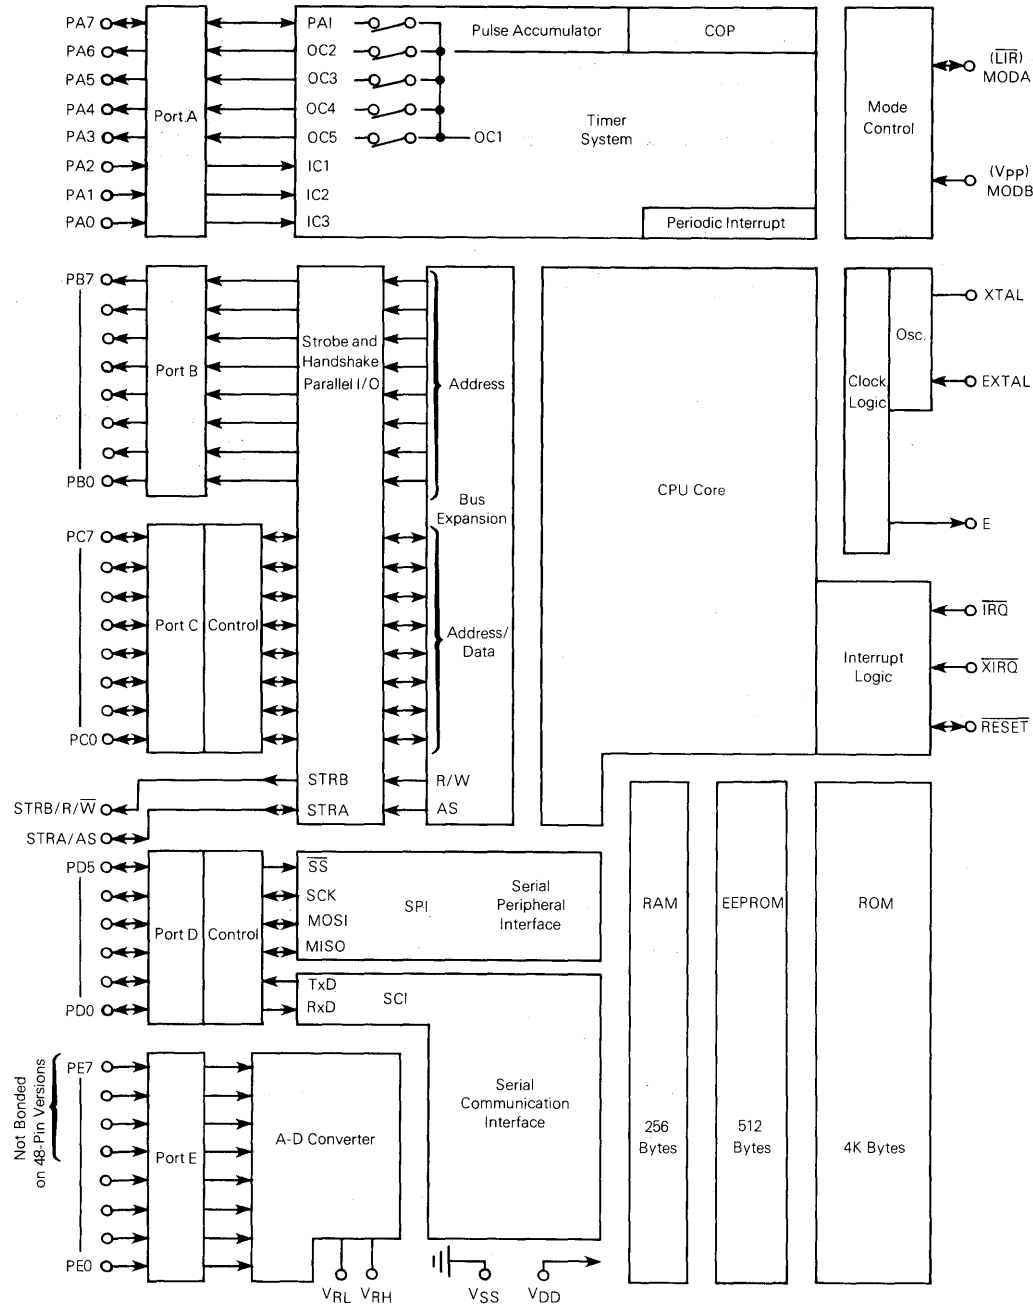 PA7
PA6
PA5
PA4
PA3
PA2
PA1
PA0
Port A
PAI
OC2
OC3
OC4
OC5
IC1
IC2
IC3
OC1
Pulse Accumulator
COP
Timer
System
Periodic Interrupt
Mode
Control
(L̅I̅R̅)
MODA
(VPP)
MODB
PB7
PB0
Port B
Strobe and
Handshake
Parallel I/O
Address
Bus
Expansion
Address/
Data
R/W
AS
STRB
STRA
PC7
PC0
Port C
Control
STRB/R/W̅
STRA/AS
CPU Core
Clock
Logic
Osc.
XTAL
EXTAL
E
Interrupt
Logic
I̅R̅Q̅
X̅I̅R̅Q̅
R̅E̅S̅E̅T̅
PD5
PD0
Port D
Control
S̅S̅
SCK
MOSI
MISO
SPI
Serial
Peripheral
Interface
TxD
RxD
SCI
Serial
Communication
Interface
Not Bonded
on 48-Pin Versions
PE7
PE0
Port E
A-D Converter
VRL
VRH
VSS
VDD
RAM
256
Bytes
EEPROM
512
Bytes
ROM
4K Bytes